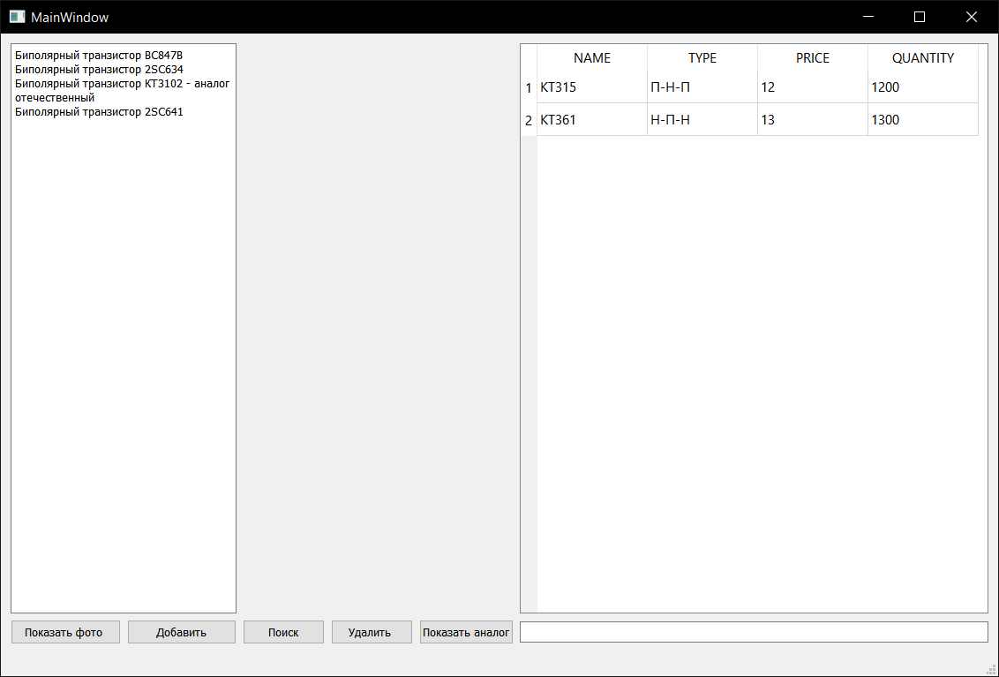 MainWindow
Биполярный транзистор BC847B
Биполярный транзистор 2SC634
Биполярный транзистор КТ3102 - аналог
отечественный
Биполярный транзистор 2SC641
NAME TYPE PRICE QUANTITY
1 КТ315 П-Н-П 12 1200
2 КТ361 Н-П-Н 13 1300
Показать фото Добавить Поиск Удалить Показать аналог